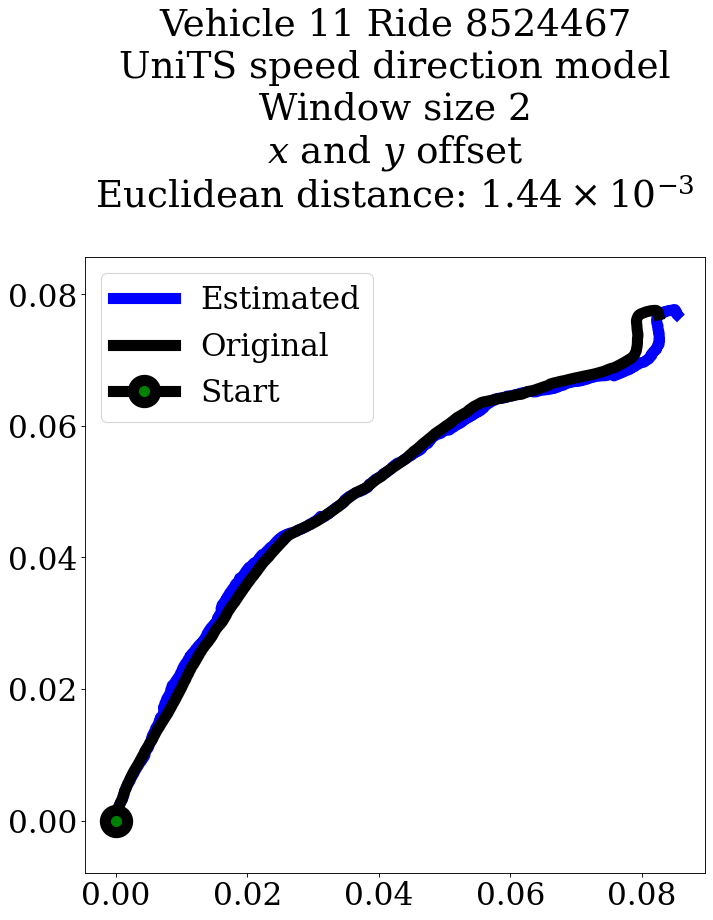 Vehicle 11 Ride 8524467
UniTS speed direction model
Window size 2
x and y offset
Euclidean distance: 1.44 × 10⁻³
Estimated
Original
Start
0.08
0.06
0.04
0.02
0.00
0.00 0.02 0.04 0.06 0.08